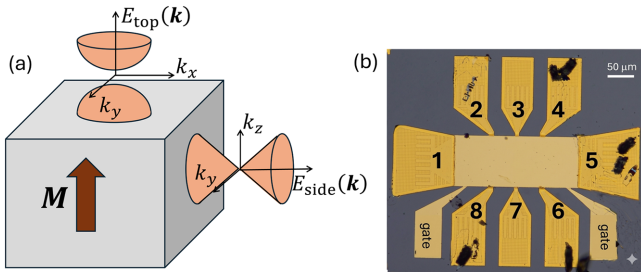 (a)
E_top(k)
k_x
k_y
k_z
k_y
E_side(k)
M
(b)
50 μm
2
3
4
1
5
8
7
6
gate
gate